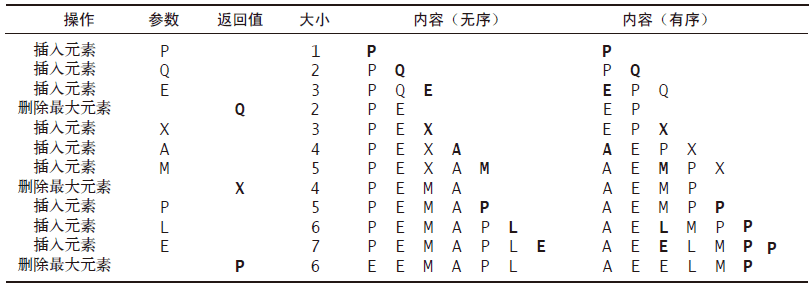 操作 参数 返回值 大小 内容（无序） 内容（有序）
插入元素 P 1 P P
插入元素 Q 2 P Q P Q
插入元素 E 3 P Q E E P Q
删除最大元素 Q 2 P E E P
插入元素 X 3 P E X E P X
插入元素 A 4 P E X A A E P X
插入元素 M 5 P E X A M A E M P X
删除最大元素 X 4 P E M A A E M P
插入元素 P 5 P E M A P A E M P P
插入元素 L 6 P E M A P L A E L M P P
插入元素 E 7 P E M A P L E A E E L M P P
删除最大元素 P 6 E E M A P L A E E L M P